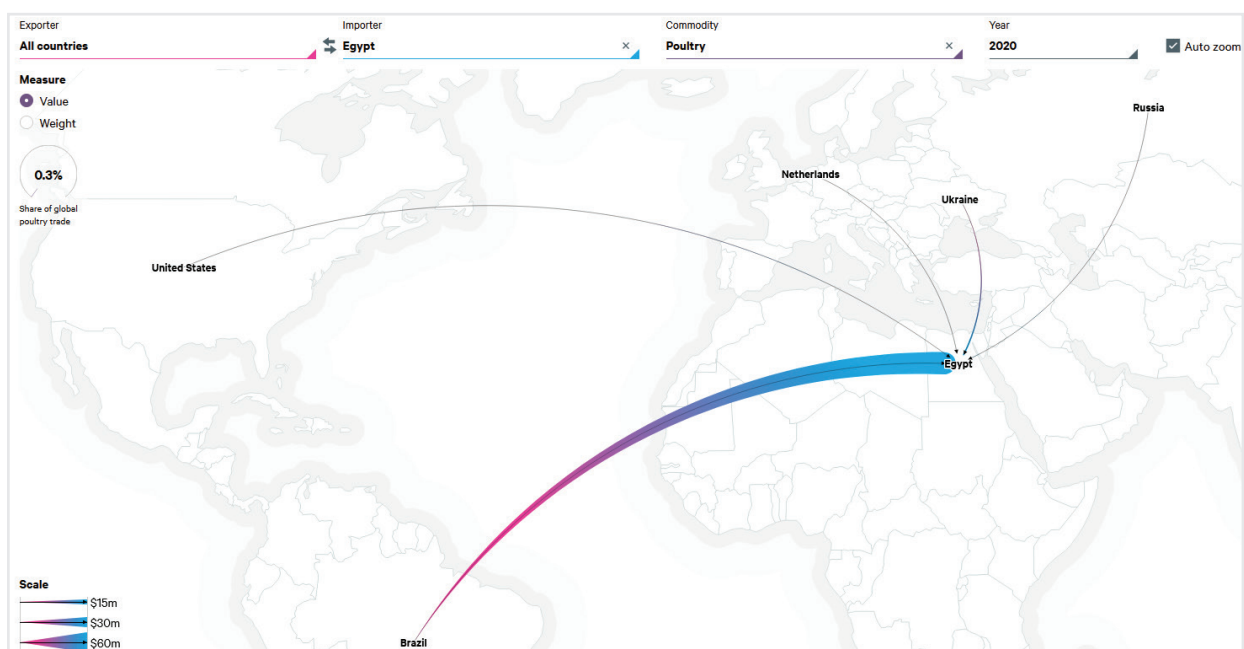 Exporter
All countries
Importer
Egypt ×
Commodity
Poultry ×
Year
2020
Auto zoom
Measure
Value
Weight
0.3%
Share of global
poultry trade
Russia
Netherlands
Ukraine
United States
Egypt
Scale
$15m
$30m
$60m
Brazil